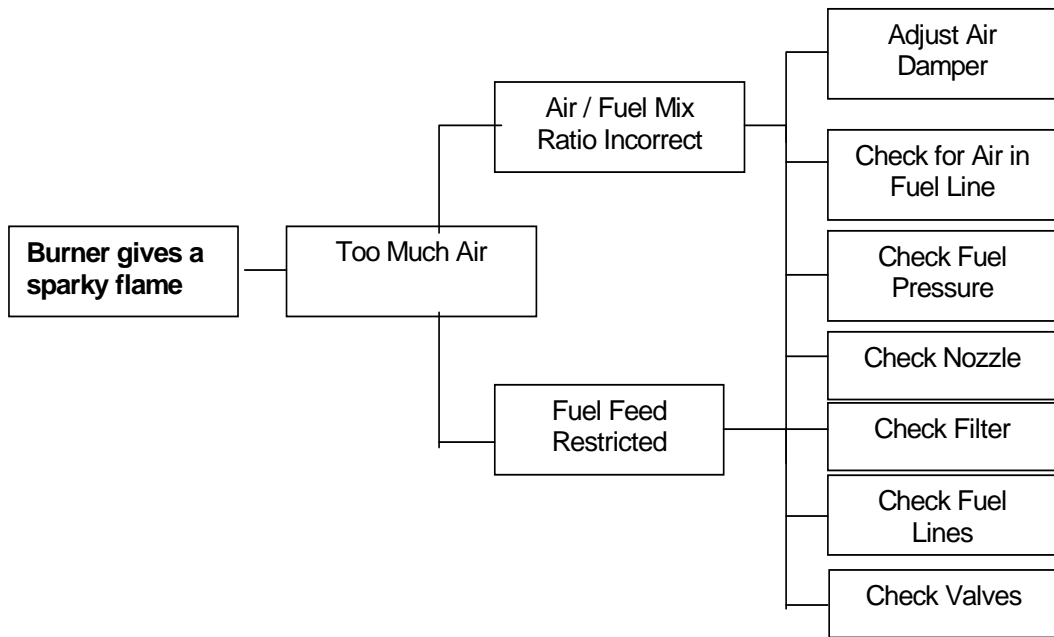 Burner gives a
sparky flame
Too Much Air
Air / Fuel Mix
Ratio Incorrect
Fuel Feed
Restricted
Adjust Air
Damper
Check for Air in
Fuel Line
Check Fuel
Pressure
Check Nozzle
Check Filter
Check Fuel
Lines
Check Valves